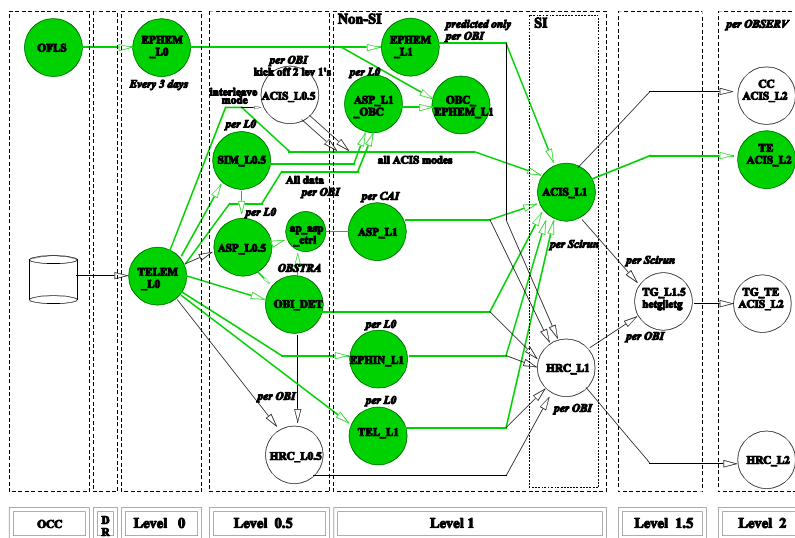 Non-SI
SI
predicted only
per OBI
per OBSERV
OFLS
EPHEM
_L0
Every 3 days
EPHEM
_L1
per OBI
kick off 2 lev 1's
ACIS_L0.5
interleave
mode
per L0
ASP_L1
_OBC
OBC_
EPHEM_L1
CC
ACIS_L2
TE
ACIS_L2
per L0
SIM_L0.5
all ACIS modes
All data
per OBI
ACIS_L1
per CAI
ASP_L1
per L0
ASP_L0.5
ap_asp
_ctrl
per Scirun
per Scirun
OBSTRA
TELEM
_L0
OBI_DET
TG_L1.5
hetg|letg
per OBI
TG_TE
ACIS_L2
per L0
EPHIN_L1
HRC_L1
per OBI
per OBI
per L0
TEL_L1
HRC_L0.5
HRC_L2
OCC
D
R
Level 0
Level 0.5
Level 1
Level 1.5
Level 2